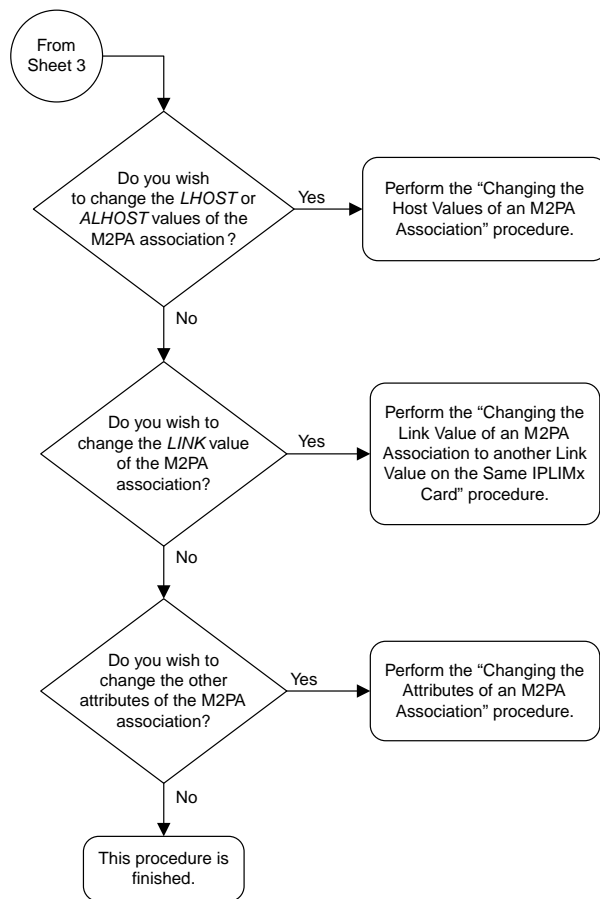 From
Sheet 3
Do you wish
to change the LHOST or
ALHOST values of the
M2PA association ?
Yes
Perform the “Changing the
Host Values of an M2PA
Association” procedure.
No
Do you wish to
change the LINK value
of the M2PA
association?
Yes
Perform the “Changing the
Link Value of an M2PA
Association to another Link
Value on the Same IPLIMx
Card” procedure.
No
Do you wish to
change the other
attributes of the M2PA
association?
Yes
Perform the “Changing the
Attributes of an M2PA
Association” procedure.
No
This procedure is
finished.